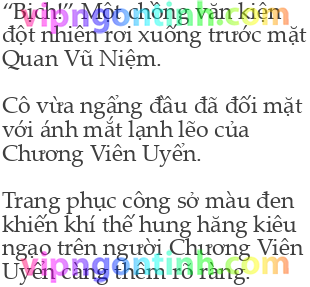 “Bịch!” Một chồng văn kiện
đột nhiên rơi xuống trước mặt
Quan Vũ Niệm.
Cô vừa ngẩng đầu đã đối mặt
với ánh mắt lạnh lẽo của
Chương Viên Uyển.
Trang phục công sở màu đen
khiến khí thế hung hăng kiêu
ngạo trên người Chương Viên
Uyển càng thêm rõ ràng.
vipngontinh.com
vipngontinh.com
vipngontinh.com